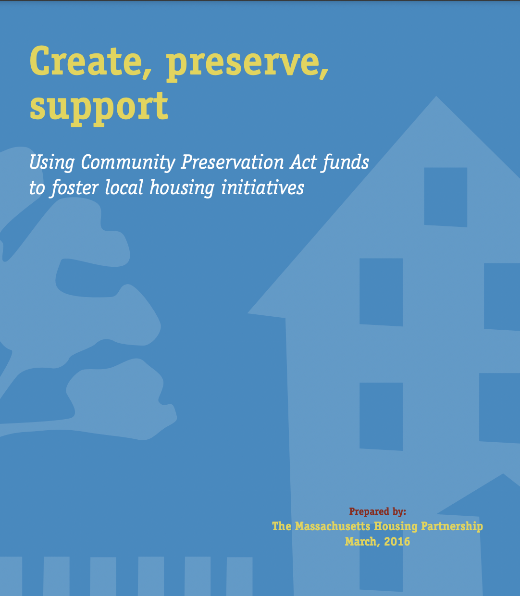 Create, preserve,
support
Using Community Preservation Act funds
to foster local housing initiatives
Prepared by:
The Massachusetts Housing Partnership
March, 2016